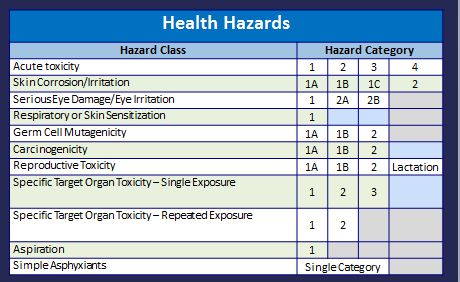 Health Hazards
Hazard Class Hazard Category
Acute toxicity 1 2 3 4
Skin Corrosion/Irritation 1A 1B 1C 2
Serious Eye Damage/Eye Irritation 1 2A 2B
Respiratory or Skin Sensitization 1
Germ Cell Mutagenicity 1A 1B 2
Carcinogenicity 1A 1B 2
Reproductive Toxicity 1A 1B 2 Lactation
Specific Target Organ Toxicity – Single Exposure 1 2 3
Specific Target Organ Toxicity – Repeated Exposure 1 2
Aspiration 1
Simple Asphyxiants Single Category